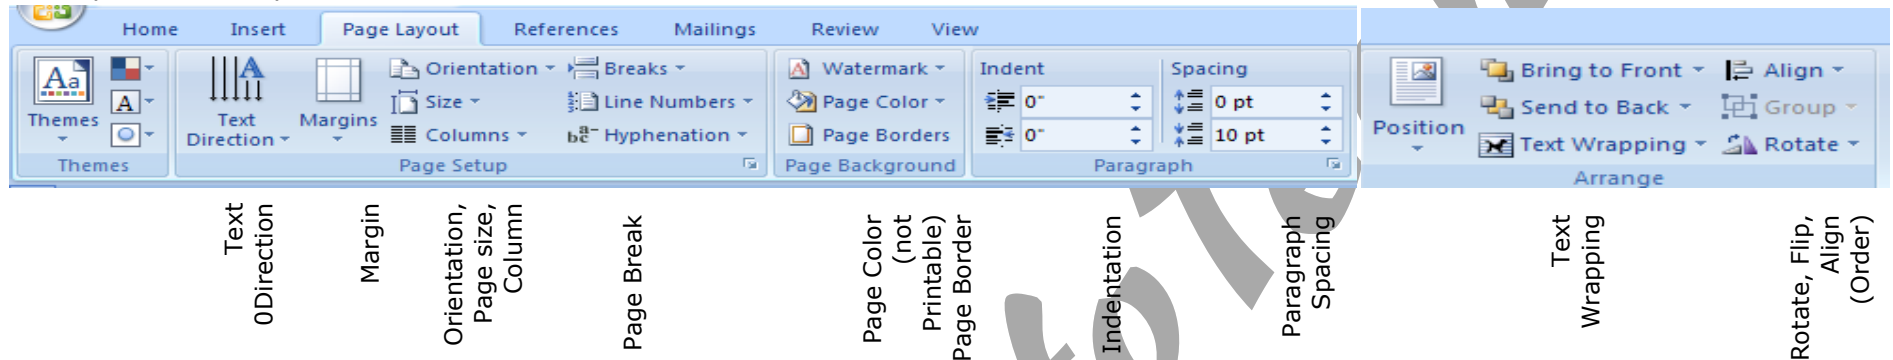 Home Insert Page Layout References Mailings Review View
Aa A Orientation Breaks A Watermark Indent Spacing Bring to Front Align
A Size Line Numbers Page Color 0" 0 pt Send to Back Group
Themes Text Direction Margins Columns Hyphenation Page Borders 0" 10 pt Position Text Wrapping Rotate
Themes Page Setup Page Background Paragraph Arrange
Text
0Direction
Margin
Orientation,
Page size,
Column
Page Break
Page Color
(not
Printable)
Page Border
Indentation
Paragraph
Spacing
Text
Wrapping
Rotate, Flip,
Align
(Order)